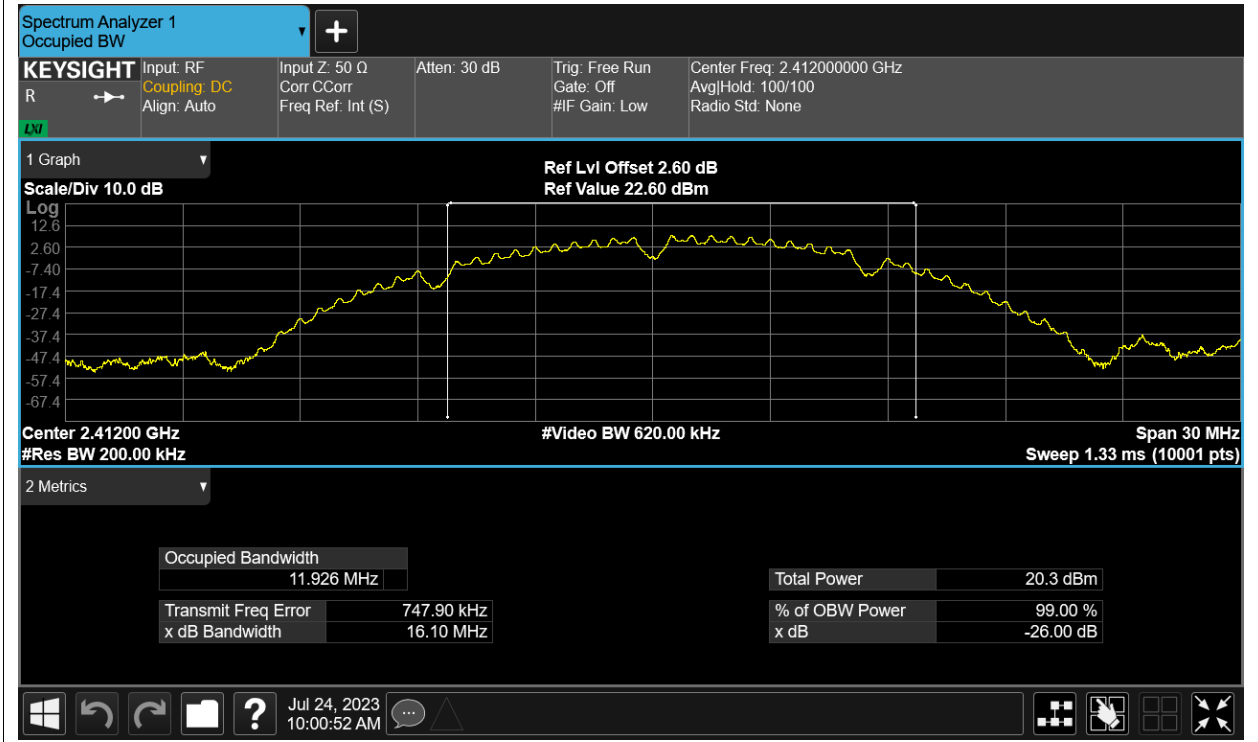 Spectrum Analyzer 1
Occupied BW
KEYSIGHT
R
LXI
Input: RF
Coupling: DC
Align: Auto
Input Z: 50 Ω
Corr CCorr
Freq Ref: Int (S)
Atten: 30 dB
Trig: Free Run
Gate: Off
#IF Gain: Low
Center Freq: 2.412000000 GHz
Avg|Hold: 100/100
Radio Std: None
1 Graph
Scale/Div 10.0 dB
Ref Lvl Offset 2.60 dB
Ref Value 22.60 dBm
Log
12.6
2.60
-7.40
-17.4
-27.4
-37.4
-47.4
-57.4
-67.4
Center 2.41200 GHz
#Video BW 620.00 kHz
Span 30 MHz
#Res BW 200.00 kHz
Sweep 1.33 ms (10001 pts)
2 Metrics
Occupied Bandwidth
11.926 MHz
Transmit Freq Error 747.90 kHz
x dB Bandwidth 16.10 MHz
Total Power 20.3 dBm
% of OBW Power 99.00 %
x dB -26.00 dB
?
Jul 24, 2023
10:00:52 AM